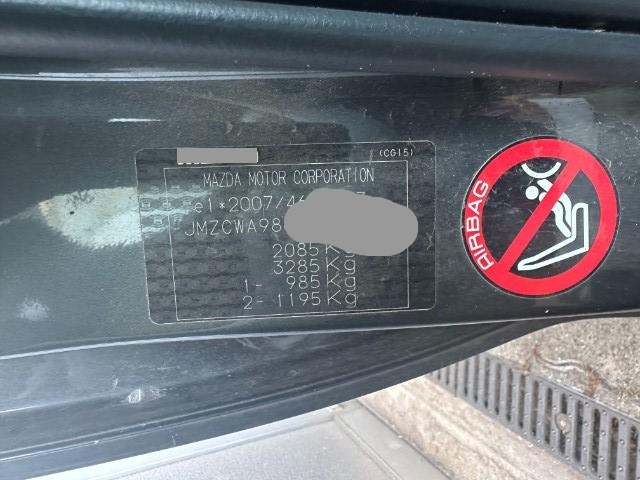 (CG15)
MAZDA MOTOR CORPORATION
e1*2007/46
JMZCWA98
2085 Kg
3285 Kg
1- 985 Kg
2- 1195 Kg
AIRBAG